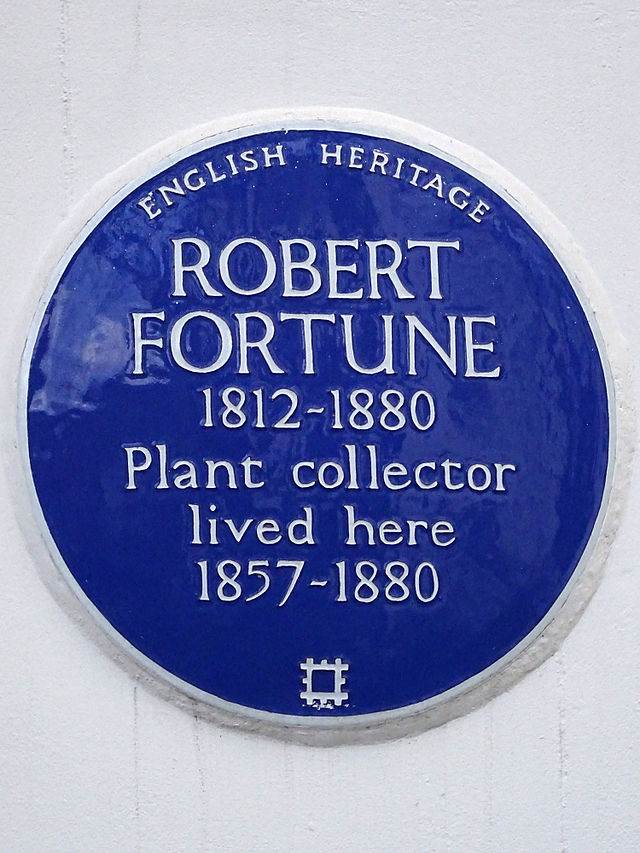 ENGLISH HERITAGE
ROBERT
FORTUNE
1812-1880
Plant collector
lived here
1857-1880